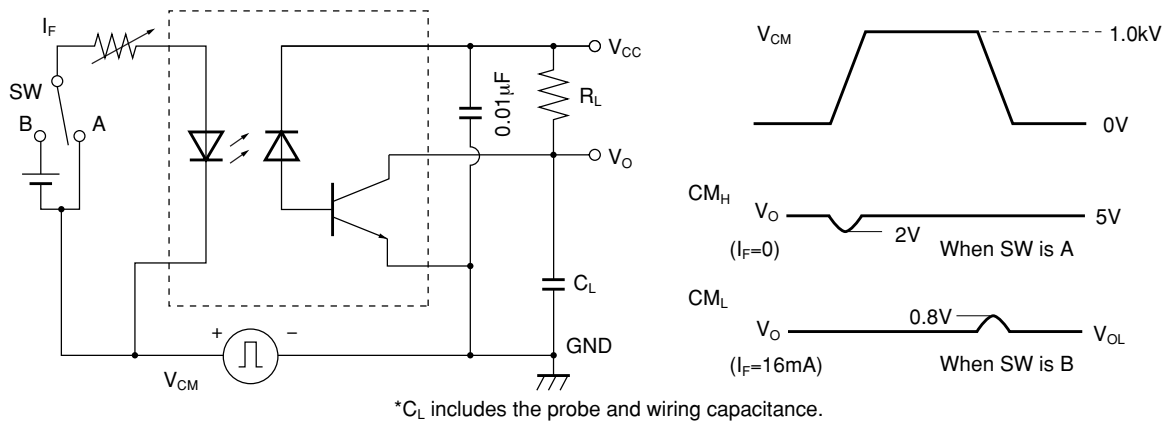 I_F
SW
B
A
V_CC
0.01µF
R_L
V_O
C_L
+
−
V_CM
GND
V_CM
1.0kV
0V
CM_H
V_O
5V
2V
(I_F=0)
When SW is A
CM_L
0.8V
V_O
V_OL
(I_F=16mA)
When SW is B
*C_L includes the probe and wiring capacitance.